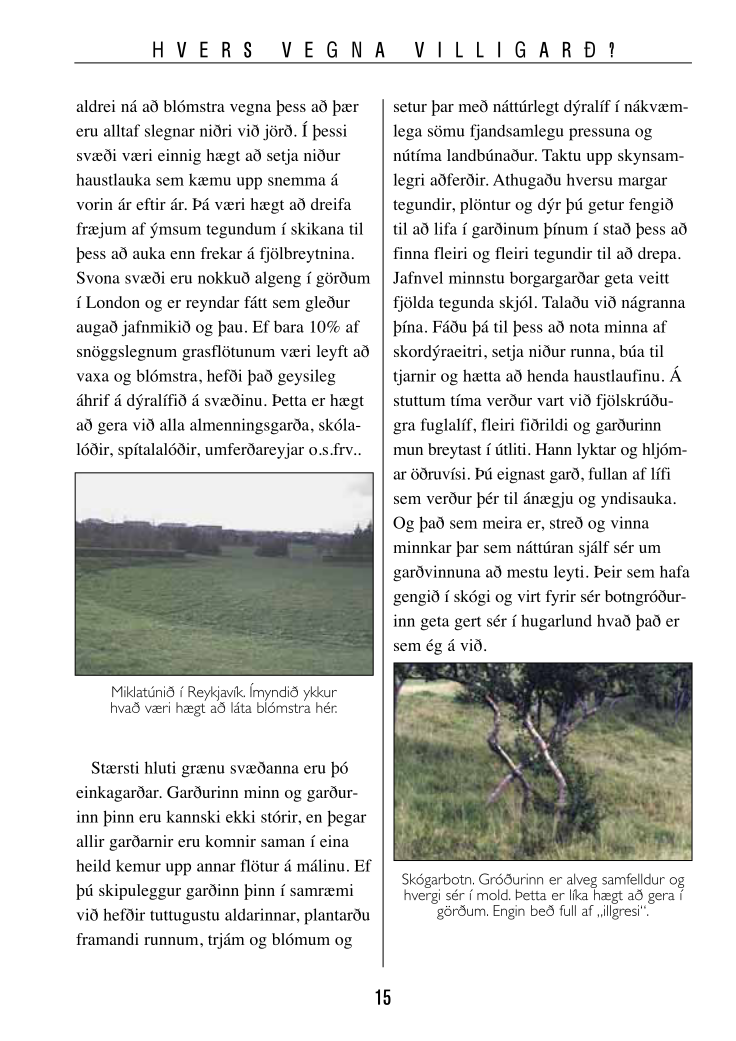 HVERS VEGNA VILLIGARÐ?
aldrei ná að blómstra vegna þess að þær
eru alltaf slegnar niðri við jörð. Í þessi
svæði væri einnig hægt að setja niður
haustlauka sem kæmu upp snemma á
vorin ár eftir ár. Þá væri hægt að dreifa
fræjum af ýmsum tegundum í skikana til
þess að auka enn frekar á fjölbreytnina.
Svona svæði eru nokkuð algeng í görðum
í London og er reyndar fátt sem gleður
augað jafnmikið og þau. Ef bara 10% af
snöggslegnum grasflötunum væri leyft að
vaxa og blómstra, hefði það geysileg
áhrif á dýralífið á svæðinu. Þetta er hægt
að gera við alla almenningsgarða, skóla-
lóðir, spítalalóðir, umferðareyjar o.s.frv..
Miklatúnið í Reykjavík. Ímyndið ykkur
hvað væri hægt að láta blómstra hér.
Stærsti hluti grænu svæðanna eru þó
einkagarðar. Garðurinn minn og garður-
inn þinn eru kannski ekki stórir, en þegar
allir garðarnir eru komnir saman í eina
heild kemur upp annar flötur á málinu. Ef
þú skipuleggur garðinn þinn í samræmi
við hefðir tuttugustu aldarinnar, plantarðu
framandi runnum, trjám og blómum og
setur þar með náttúrlegt dýralíf í nákvæm-
lega sömu fjandsamlegu pressuna og
nútíma landbúnaður. Taktu upp skynsam-
legri aðferðir. Athugaðu hversu margar
tegundir, plöntur og dýr þú getur fengið
til að lifa í garðinum þínum í stað þess að
finna fleiri og fleiri tegundir til að drepa.
Jafnvel minnstu borgargarðar geta veitt
fjölda tegunda skjól. Talaðu við nágranna
þína. Fáðu þá til þess að nota minna af
skordýraeitri, setja niður runna, búa til
tjarnir og hætta að henda haustlaufinu. Á
stuttum tíma verður vart við fjölskrúðu-
gra fuglalíf, fleiri fiðrildi og garðurinn
mun breytast í útliti. Hann lyktar og hljóm-
ar öðruvísi. Þú eignast garð, fullan af lífi
sem verður þér til ánægju og yndisauka.
Og það sem meira er, streð og vinna
minnkar þar sem náttúran sjálf sér um
garðvinnuna að mestu leyti. Þeir sem hafa
gengið í skógi og virt fyrir sér botngróður-
inn geta gert sér í hugarlund hvað það er
sem ég á við.
Skógarbotn. Gróðurinn er alveg samfelldur og
hvergi sér í mold. Þetta er líka hægt að gera í
görðum. Engin beð full af „illgresi“.
15